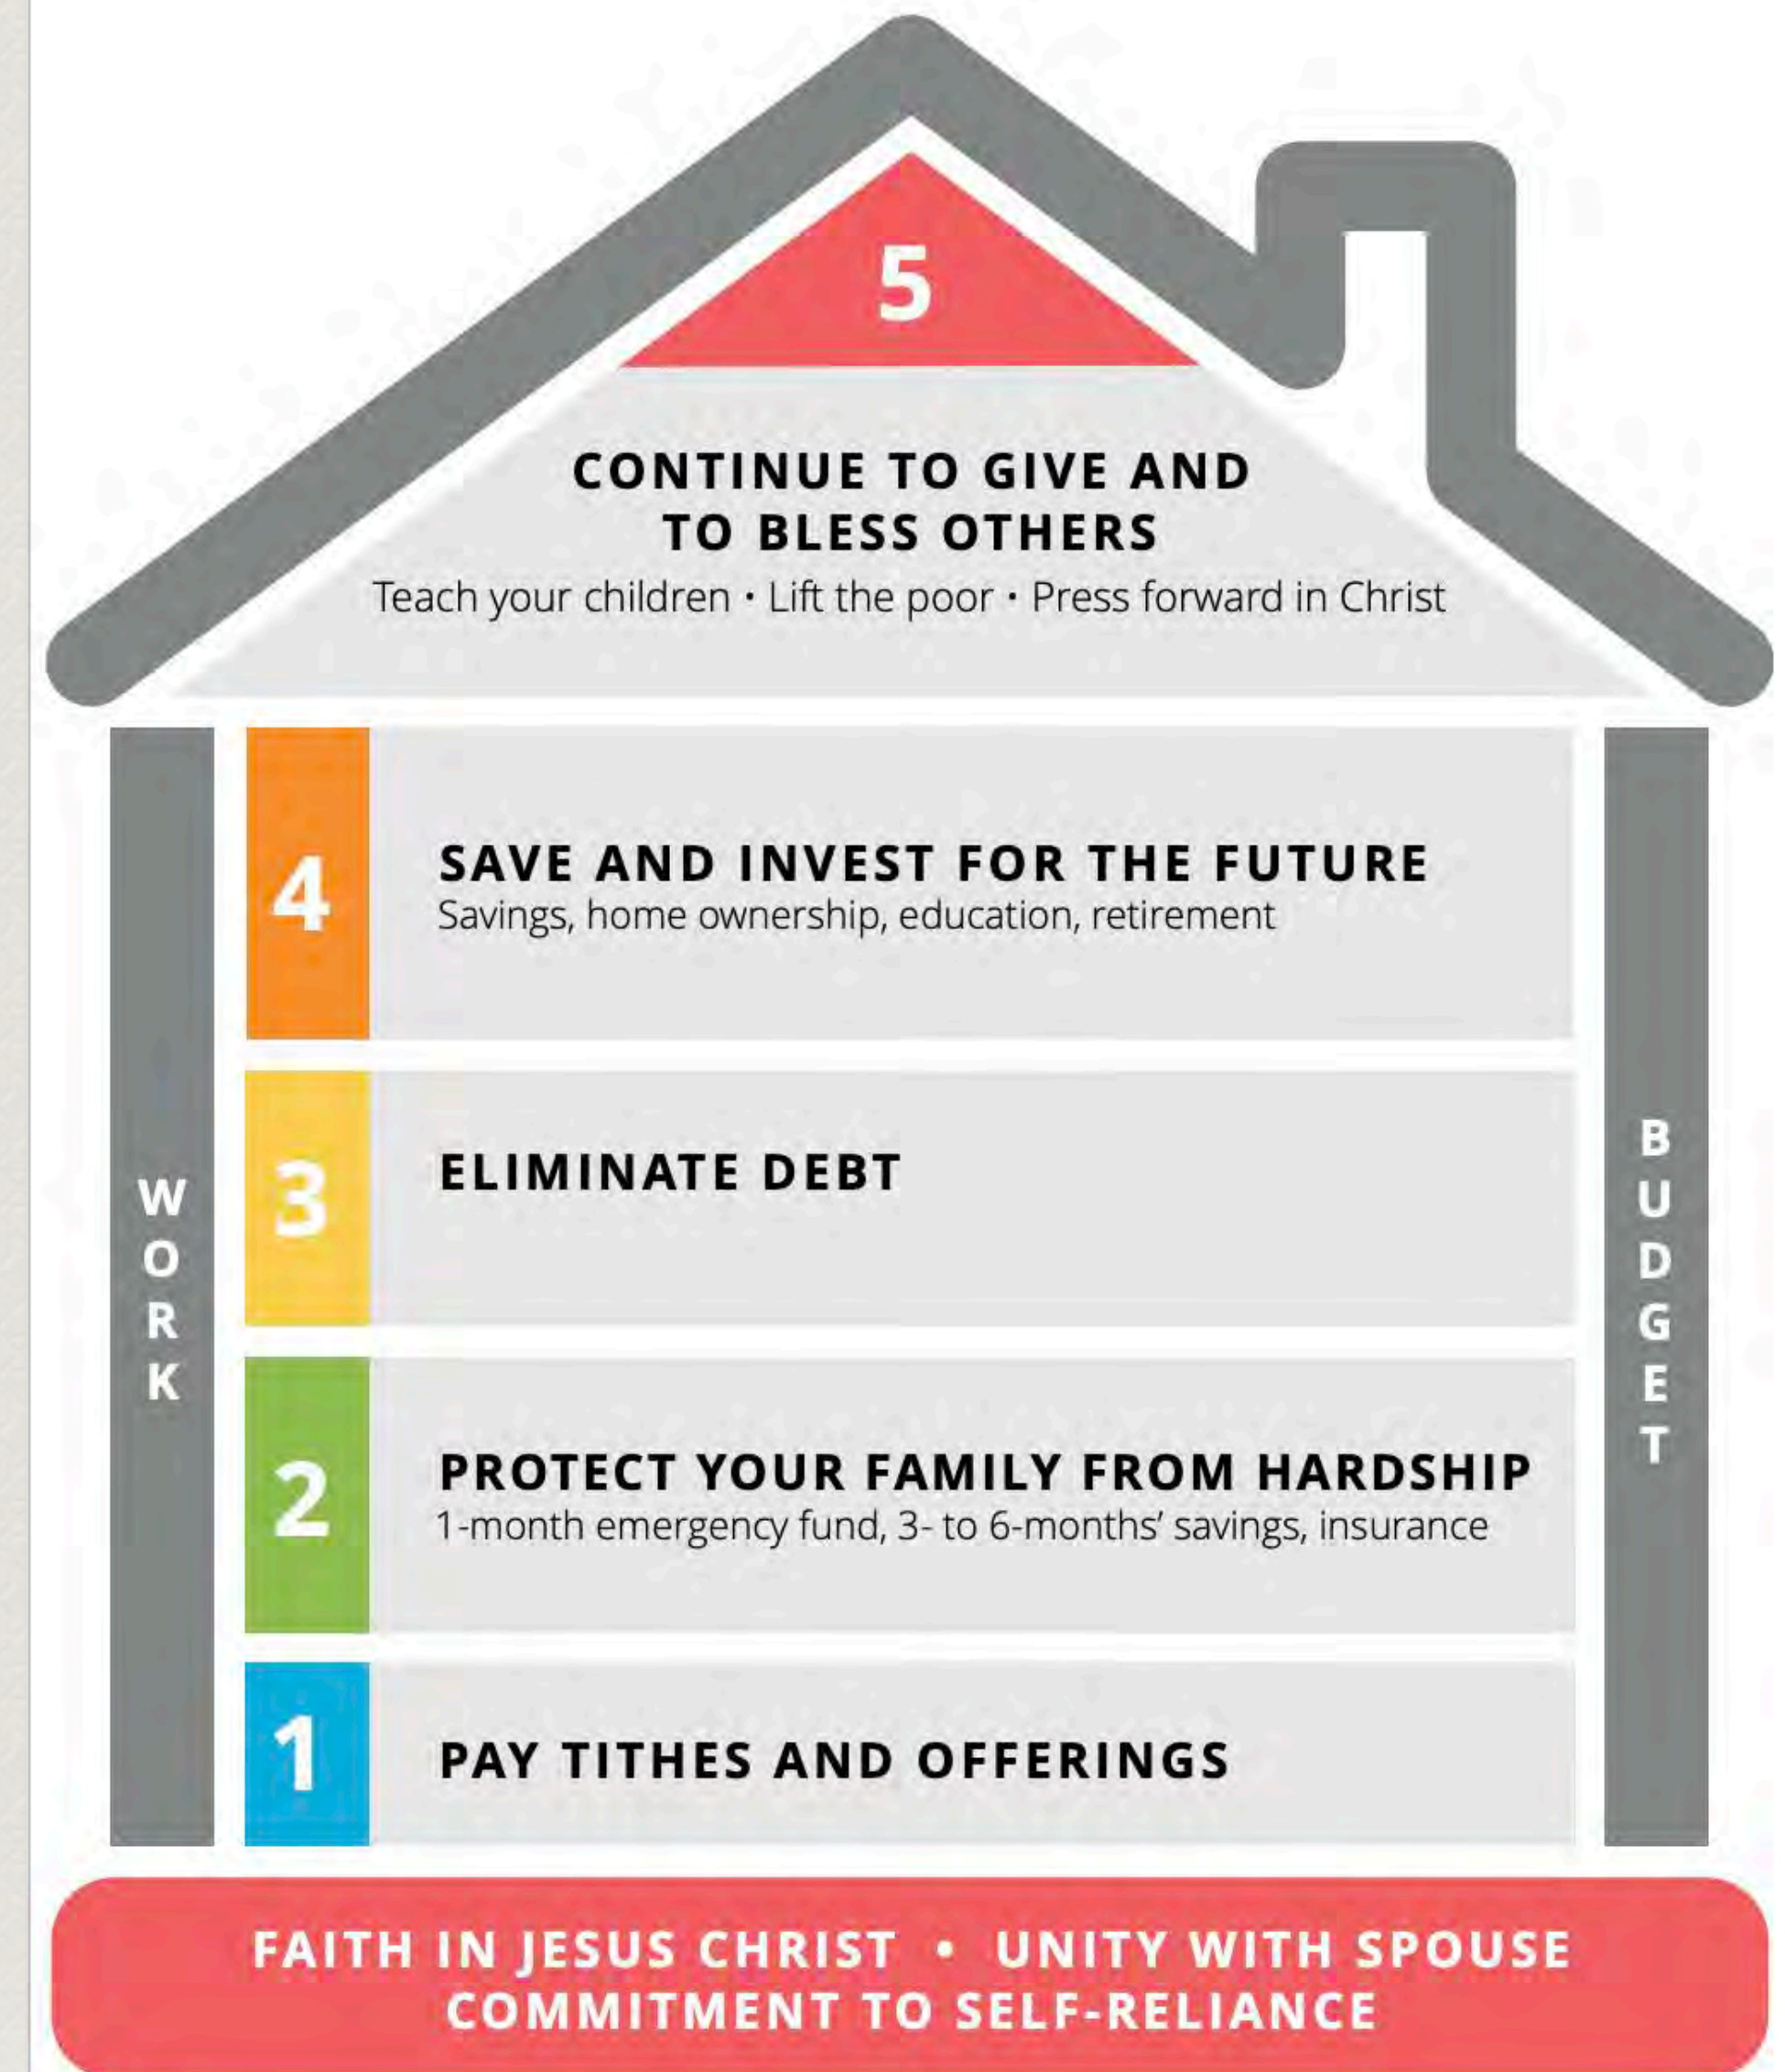 5
CONTINUE TO GIVE AND
TO BLESS OTHERS
Teach your children • Lift the poor • Press forward in Christ
WORK
BUDGET
4
SAVE AND INVEST FOR THE FUTURE
Savings, home ownership, education, retirement
3
ELIMINATE DEBT
2
PROTECT YOUR FAMILY FROM HARDSHIP
1-month emergency fund, 3- to 6-months’ savings, insurance
1
PAY TITHES AND OFFERINGS
FAITH IN JESUS CHRIST • UNITY WITH SPOUSE
COMMITMENT TO SELF-RELIANCE